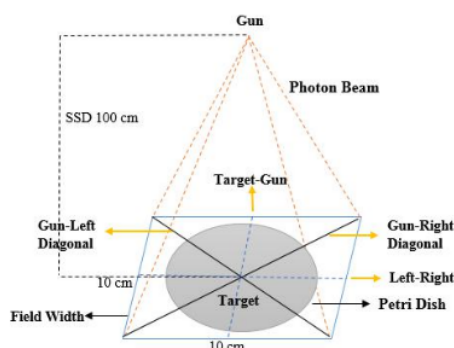 Gun
Photon Beam
SSD 100 cm
Target-Gun
Gun-Left
Diagonal
Gun-Right
Diagonal
Left-Right
10 cm
Target
Petri Dish
Field Width
10 cm